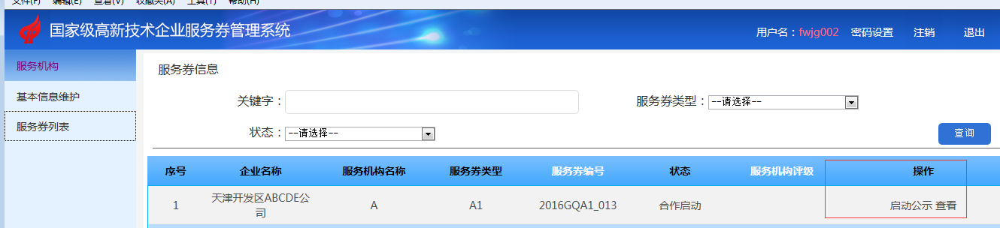 文件(F) 编辑(E) 查看(V) 收藏夹(A) 工具(T) 帮助(H)
国家级高新技术企业服务券管理系统
用户名：fwjg002 密码设置 注销 退出
服务机构
基本信息维护
服务券列表
服务券信息
关键字： 服务券类型： --请选择--
状态： --请选择-- 查询
序号 企业名称 服务机构名称 服务券类型 服务券编号 状态 服务机构评级 操作
1 天津开发区ABCDE公司 A A1 2016GQA1_013 合作启动 启动公示 查看